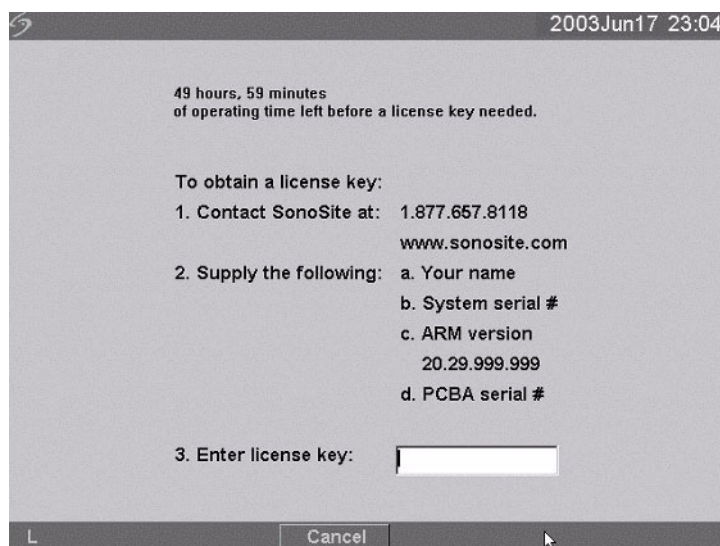 2003Jun17 23:04
49 hours, 59 minutes
of operating time left before a license key needed.
To obtain a license key:
1. Contact SonoSite at: 1.877.657.8118
www.sonosite.com
2. Supply the following: a. Your name
b. System serial #
c. ARM version
20.29.999.999
d. PCBA serial #
3. Enter license key:
L Cancel